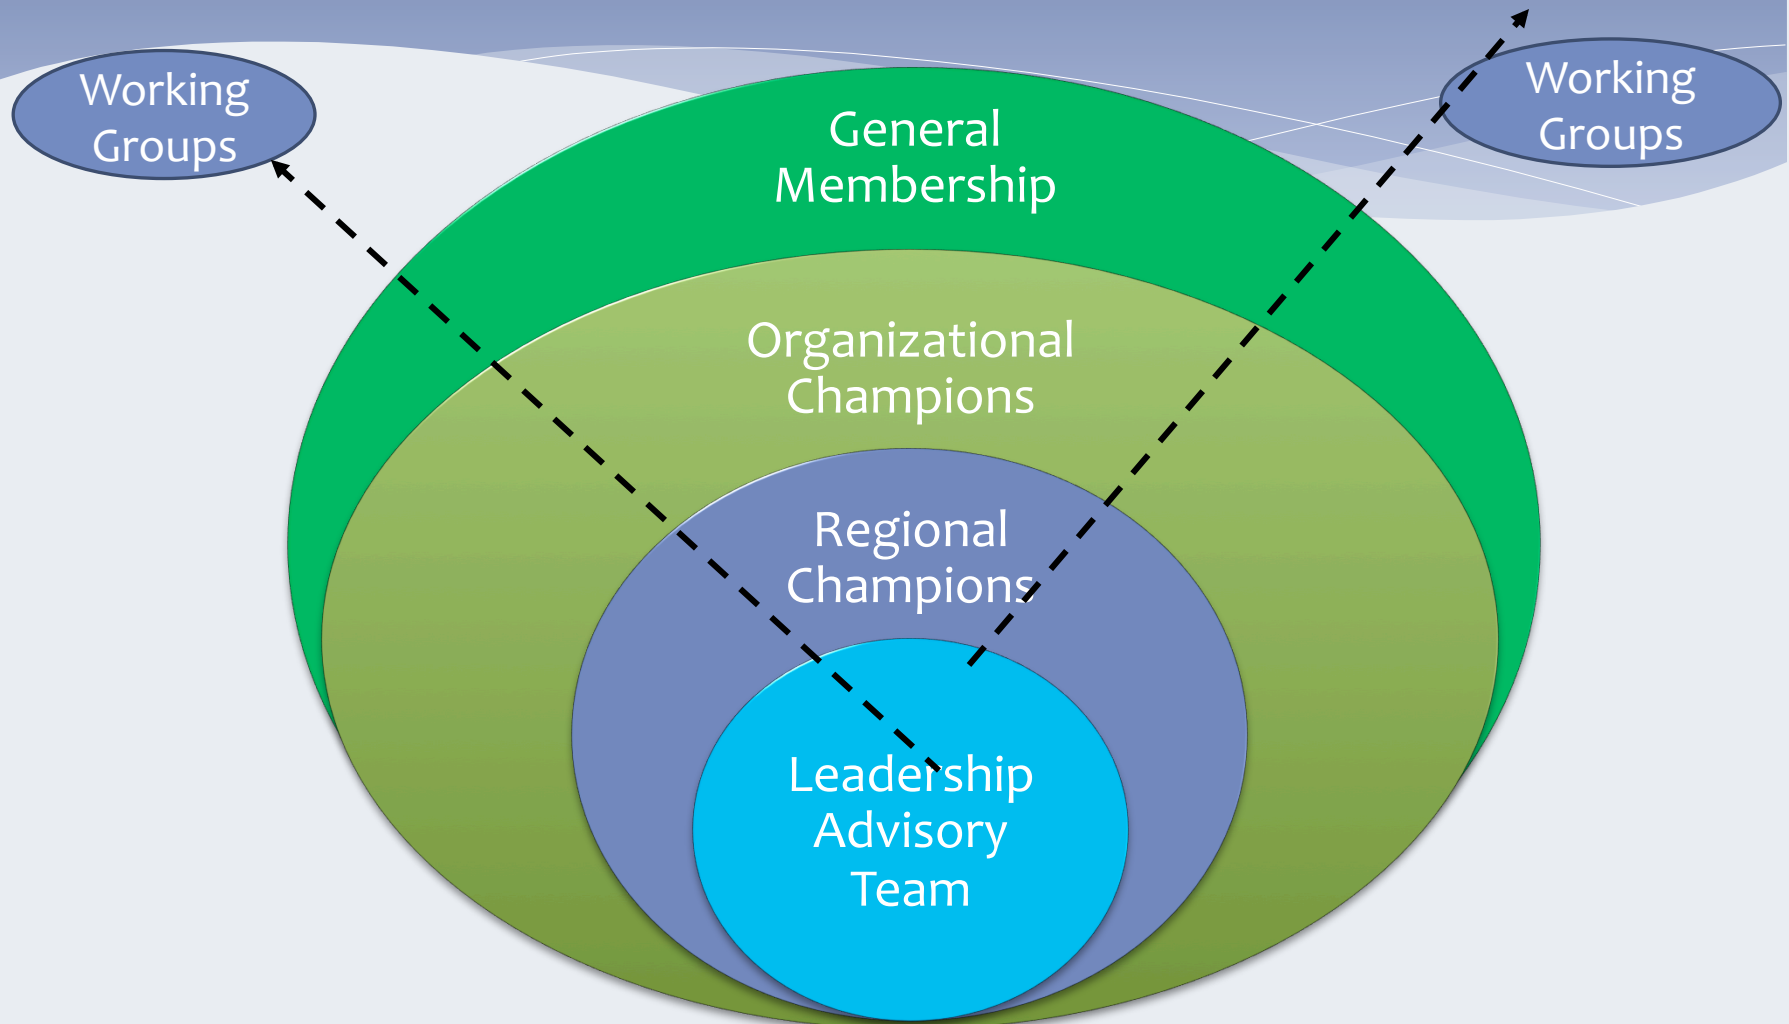 Working
Groups
Working
Groups
General
Membership
Organizational
Champions
Regional
Champions
Leadership
Advisory
Team